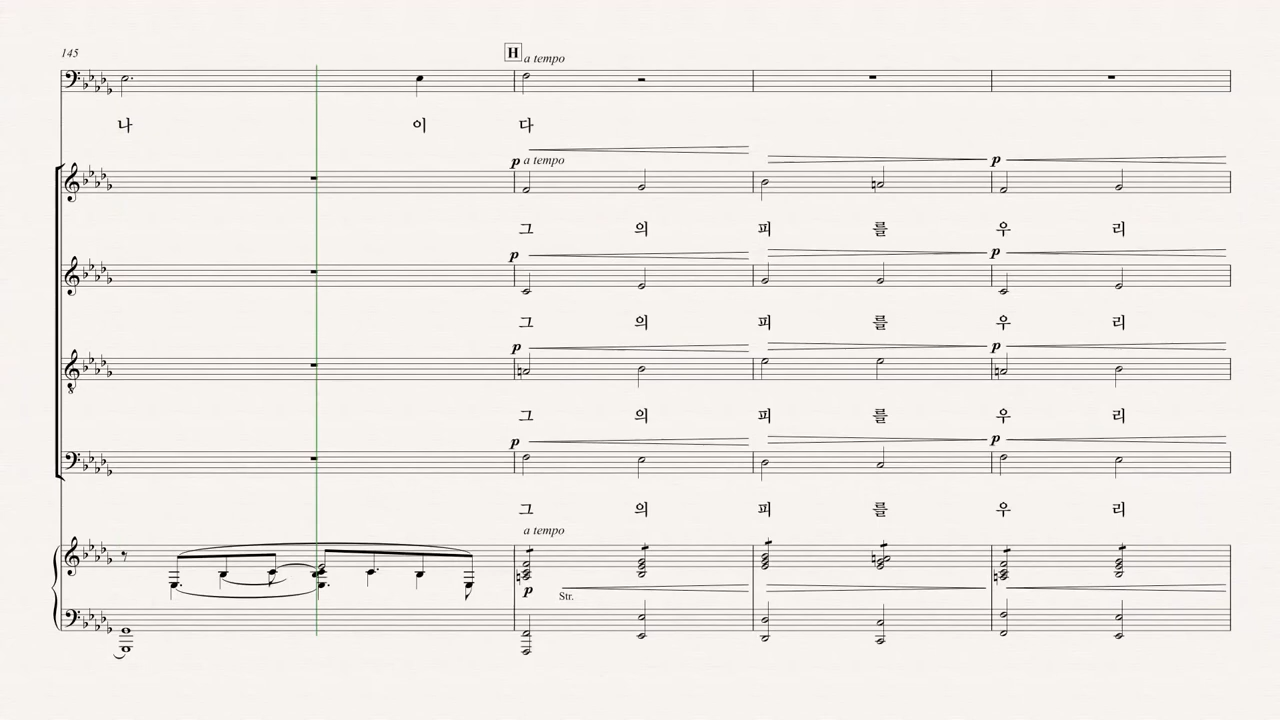 145
H a tempo
나 이 다
p a tempo p
그 의 피 를 우 리
p p
그 의 피 를 우 리
p p
8
그 의 피 를 우 리
p p
그 의 피 를 우 리
a tempo
p Str.